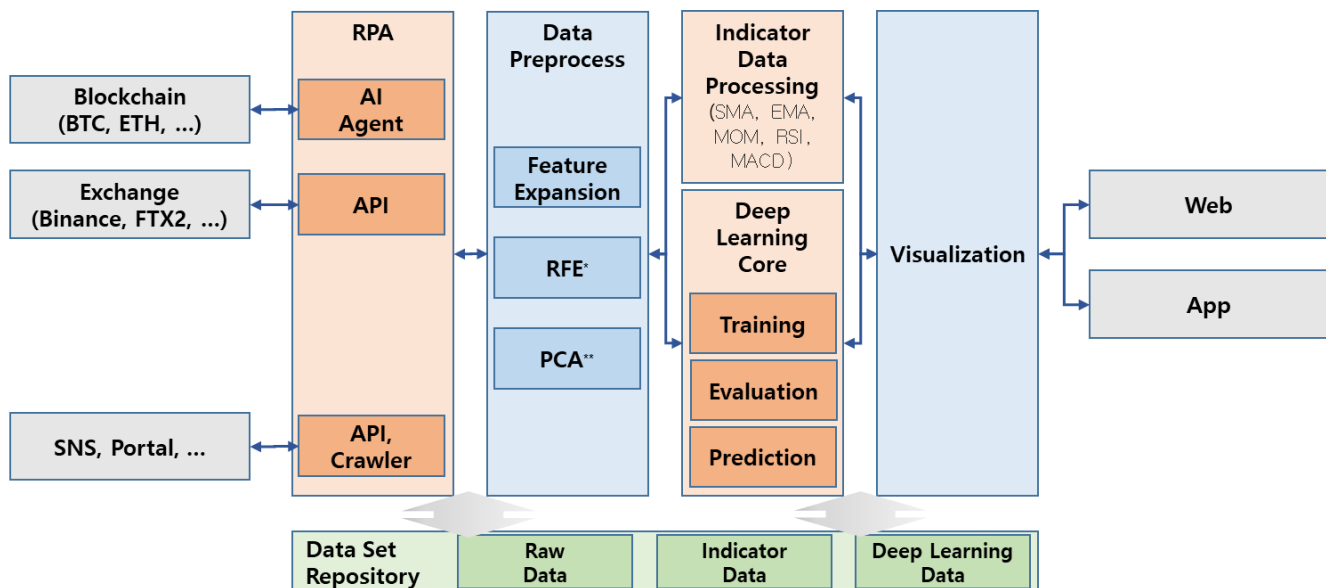 RPA
Data
Preprocess
Indicator
Data
Processing
(SMA, EMA,
MOM, RSI,
MACD)
Blockchain
(BTC, ETH, ...)
AI
Agent
Feature
Expansion
Exchange
(Binance, FTX2, ...)
API
Web
Deep
Learning
Core
RFE*
Visualization
Training
App
PCA**
Evaluation
SNS, Portal, ...
API,
Crawler
Prediction
Data Set
Repository
Raw
Data
Indicator
Data
Deep Learning
Data